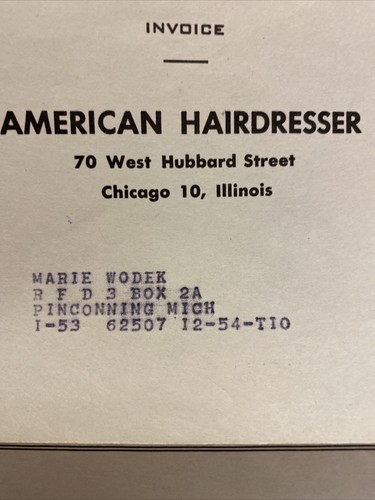 INVOICE
AMERICAN HAIRDRESSER
70 West Hubbard Street
Chicago 10, Illinois
MARIE WODEK
R F D 3 BOX 2A
PINCONNING MICH
I-53 62507 I2-54-TIO